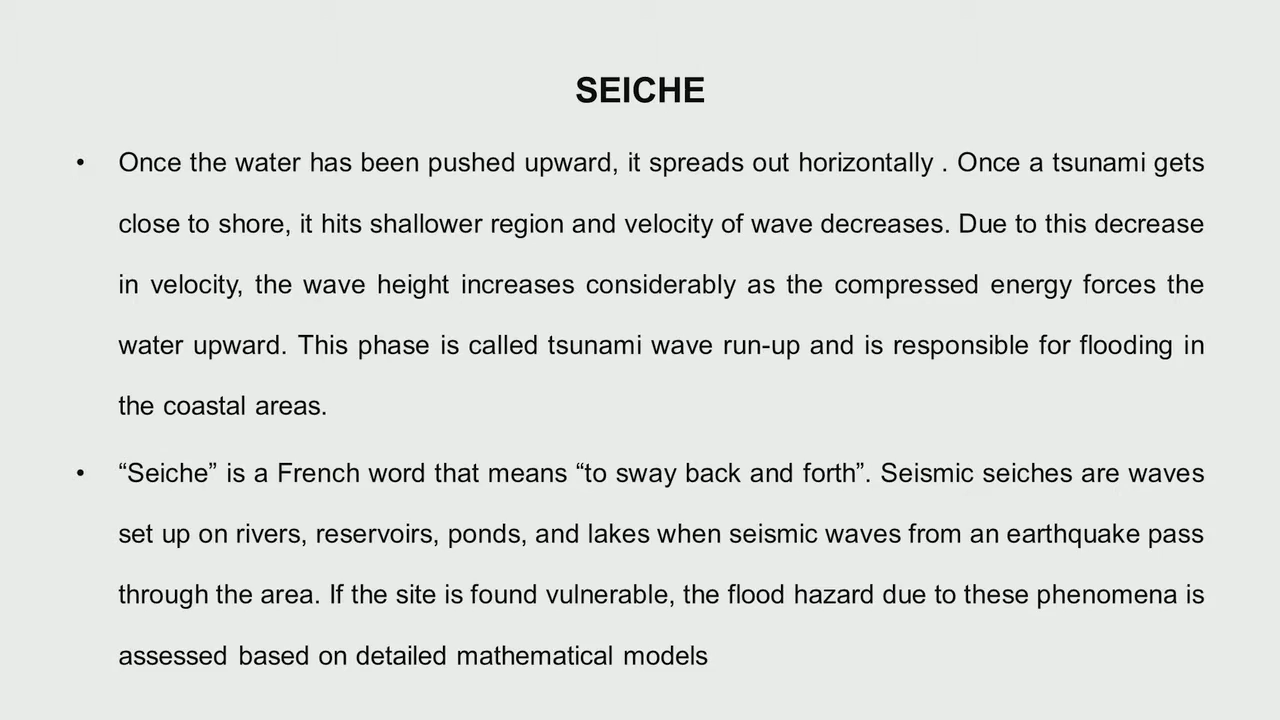 SEICHE
• Once the water has been pushed upward, it spreads out horizontally . Once a tsunami gets
close to shore, it hits shallower region and velocity of wave decreases. Due to this decrease
in velocity, the wave height increases considerably as the compressed energy forces the
water upward. This phase is called tsunami wave run-up and is responsible for flooding in
the coastal areas.
• “Seiche” is a French word that means “to sway back and forth”. Seismic seiches are waves
set up on rivers, reservoirs, ponds, and lakes when seismic waves from an earthquake pass
through the area. If the site is found vulnerable, the flood hazard due to these phenomena is
assessed based on detailed mathematical models